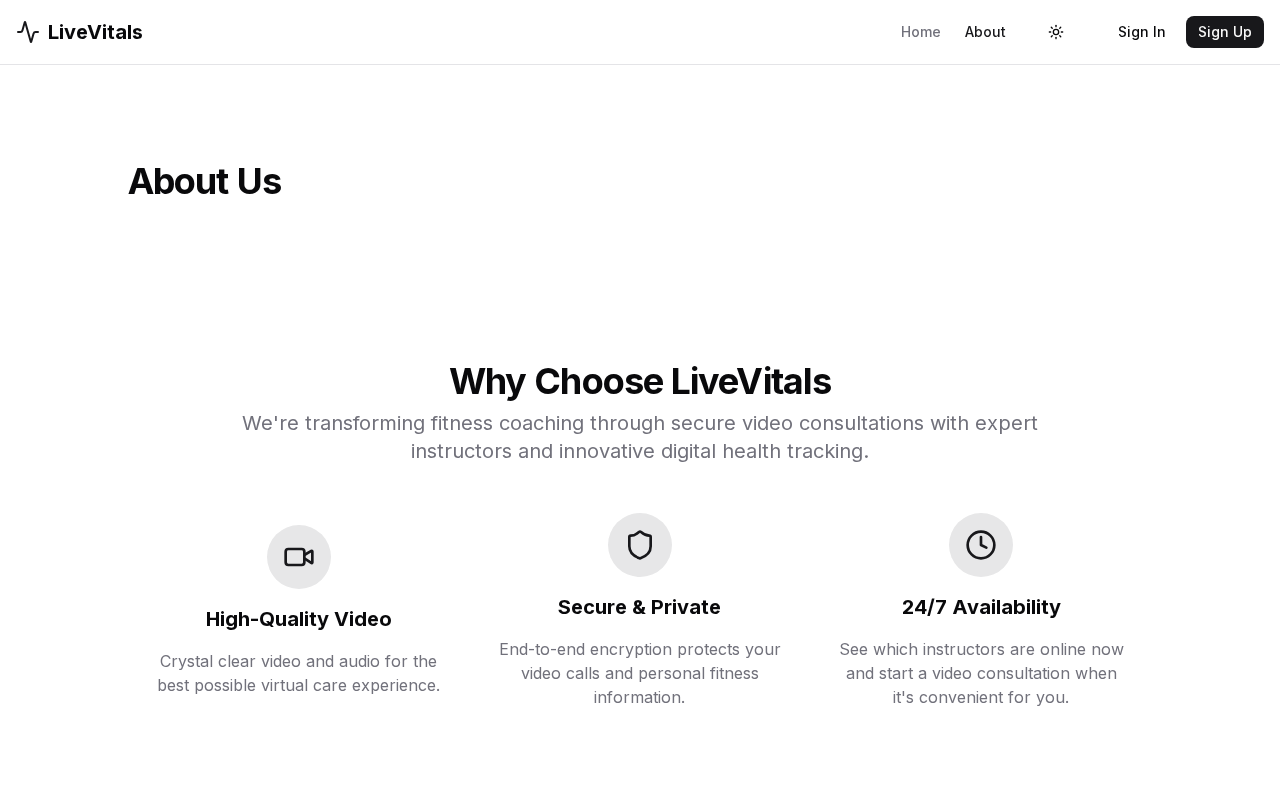 LiveVitals
Home
About
Sign In
Sign Up
About Us
Why Choose LiveVitals
We're transforming fitness coaching through secure video consultations with expert
instructors and innovative digital health tracking.
High-Quality Video
Crystal clear video and audio for the
best possible virtual care experience.
Secure & Private
End-to-end encryption protects your
video calls and personal fitness
information.
24/7 Availability
See which instructors are online now
and start a video consultation when
it's convenient for you.